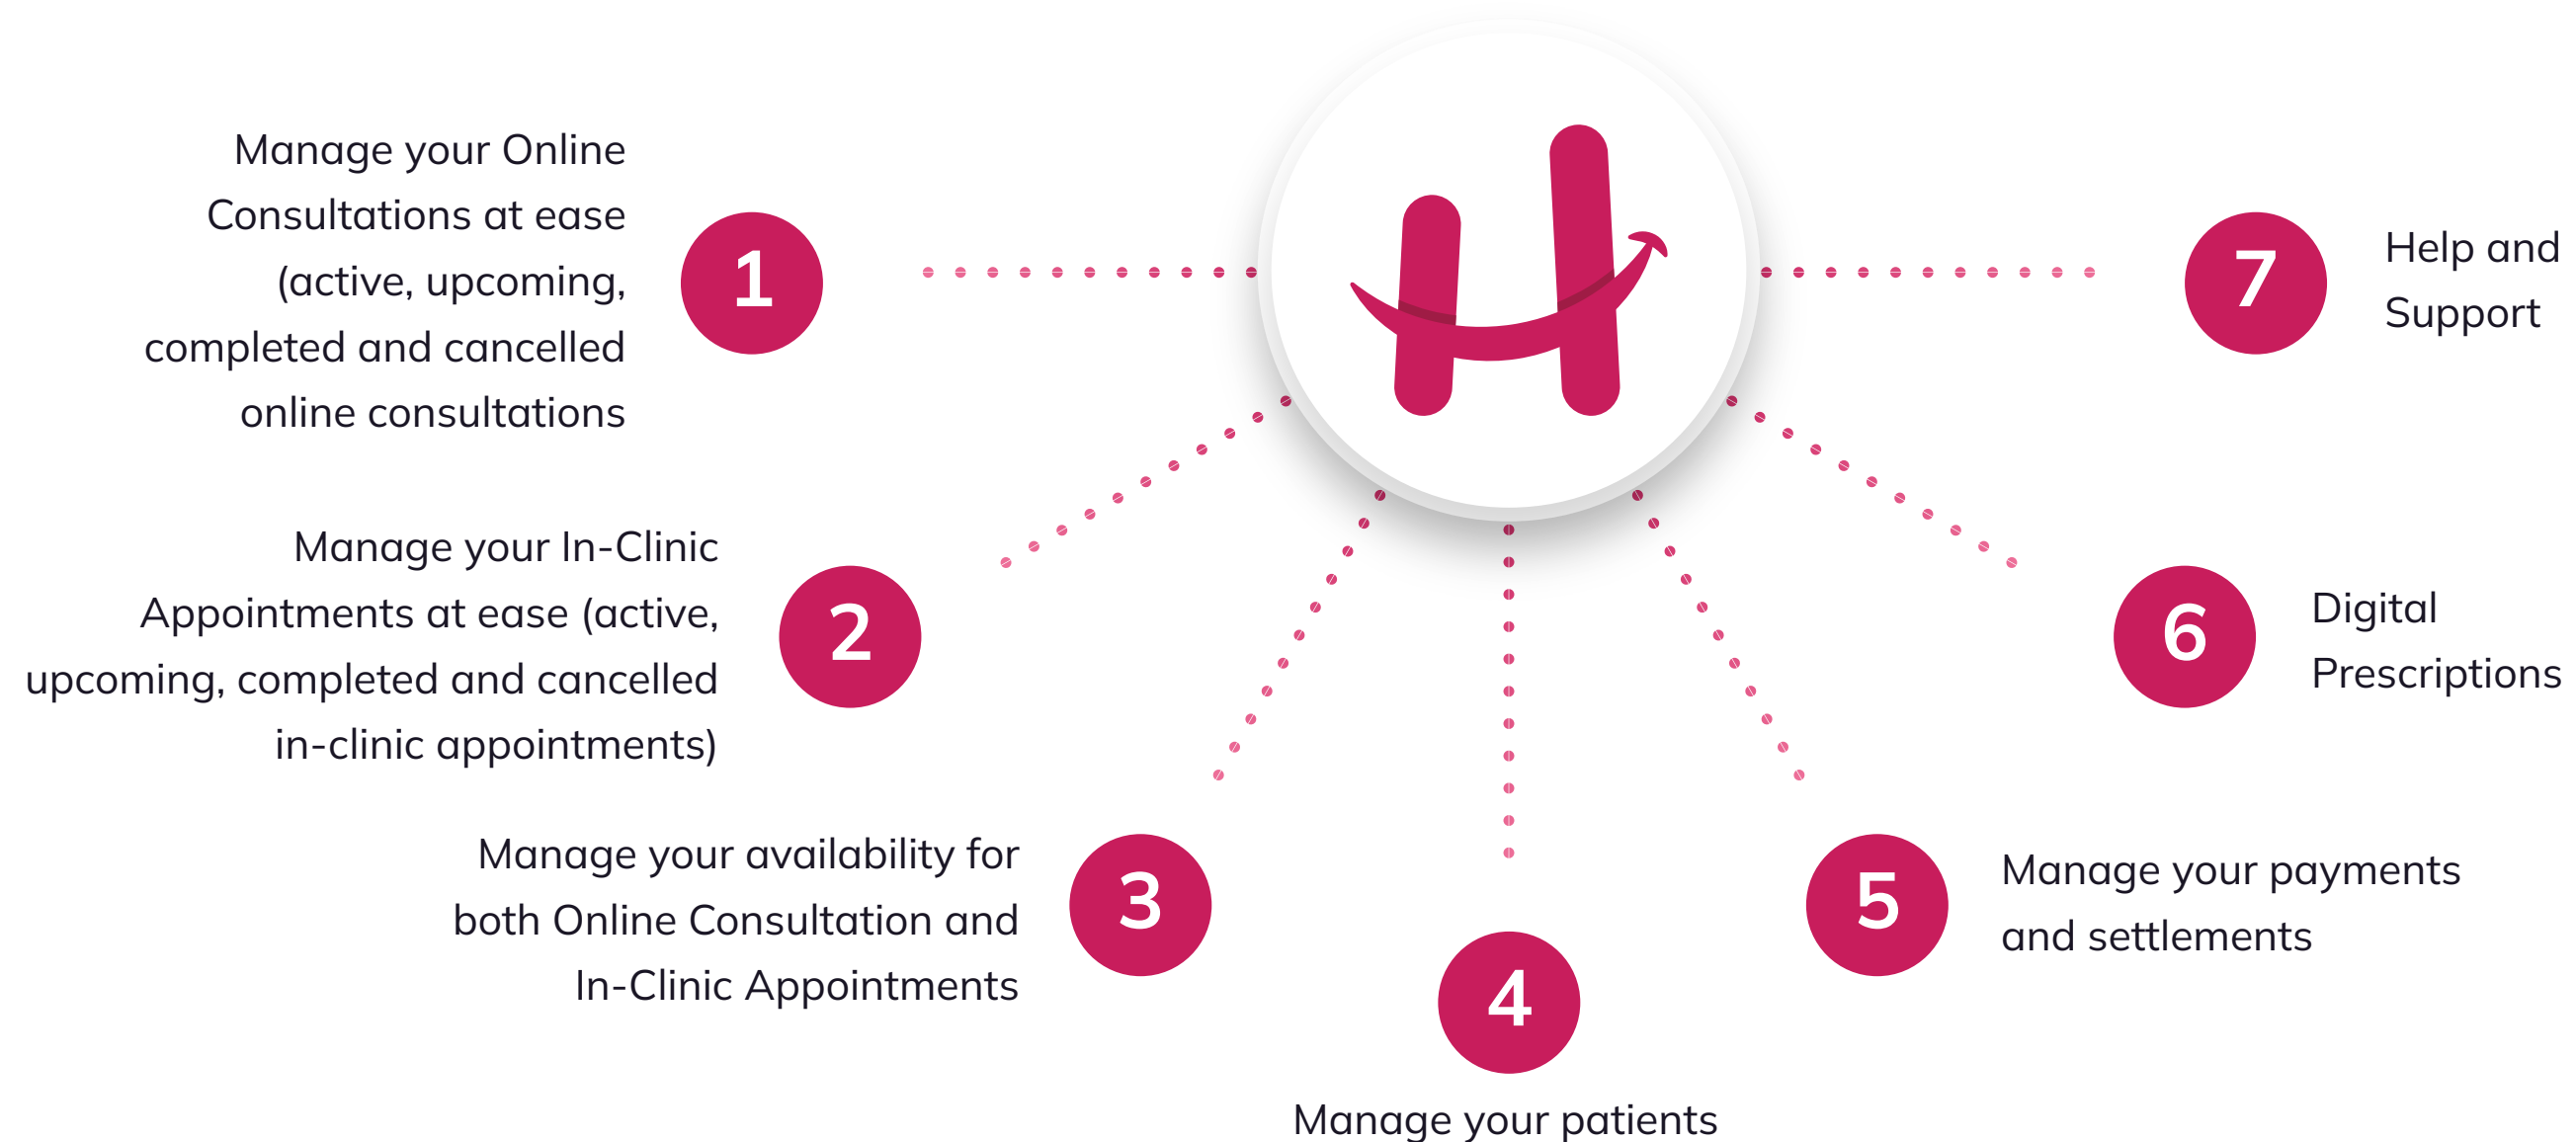 Manage your Online
Consultations at ease
(active, upcoming,
completed and cancelled
online consultations
1
Manage your In-Clinic
Appointments at ease (active,
upcoming, completed and cancelled
in-clinic appointments)
2
Manage your availability for
both Online Consultation and
In-Clinic Appointments
3
4
Manage your patients
5
Manage your payments
and settlements
6
Digital
Prescriptions
7
Help and
Support